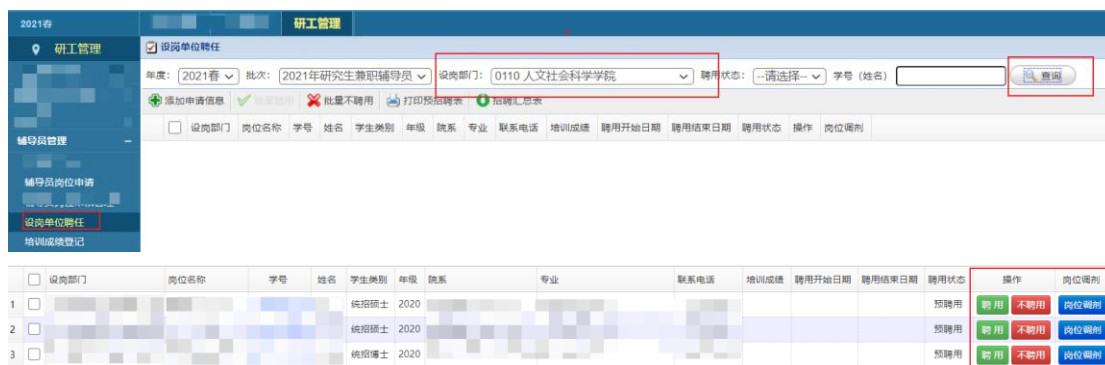 2021春 研工管理
研工管理 设岗单位聘任
年度: 2021春 批次: 2021年研究生兼职辅导员 设岗部门: 0110 人文社会科学学院 聘用状态: --请选择-- 学号 (姓名) 查询
添加申请信息 批量不聘用 打印预招聘表 招聘汇总表
设岗部门 岗位名称 学号 姓名 学生类别 年级 院系 专业 联系电话 培训成绩 聘用开始日期 聘用结束日期 聘用状态 操作 岗位调剂
辅导员管理
辅导员岗位申请
设岗单位聘任
培训成绩登记
设岗部门 岗位名称 学号 姓名 学生类别 年级 院系 专业 联系电话 培训成绩 聘用开始日期 聘用结束日期 聘用状态 操作 岗位调剂
1 统招硕士 2020 预聘用 聘用 不聘用 岗位调剂
2 统招硕士 2020 预聘用 聘用 不聘用 岗位调剂
3 统招博士 2020 预聘用 聘用 不聘用 岗位调剂